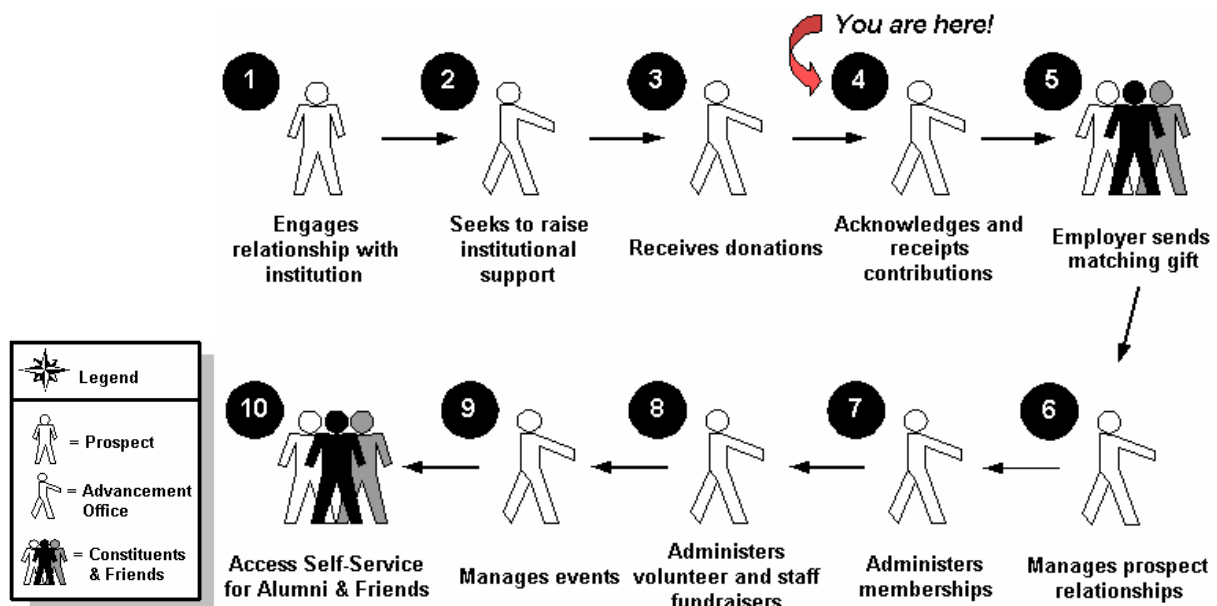 You are here!
1
2
3
4
5
Engages
relationship with
institution
Seeks to raise
institutional
support
Receives donations
Acknowledges and
receipts
contributions
Employer sends
matching gift
Legend
= Prospect
= Advancement
Office
= Constituents
& Friends
10
9
8
7
6
Access Self-Service
for Alumni & Friends
Manages events
Administers
volunteer and staff
fundraisers
Administers
memberships
Manages prospect
relationships